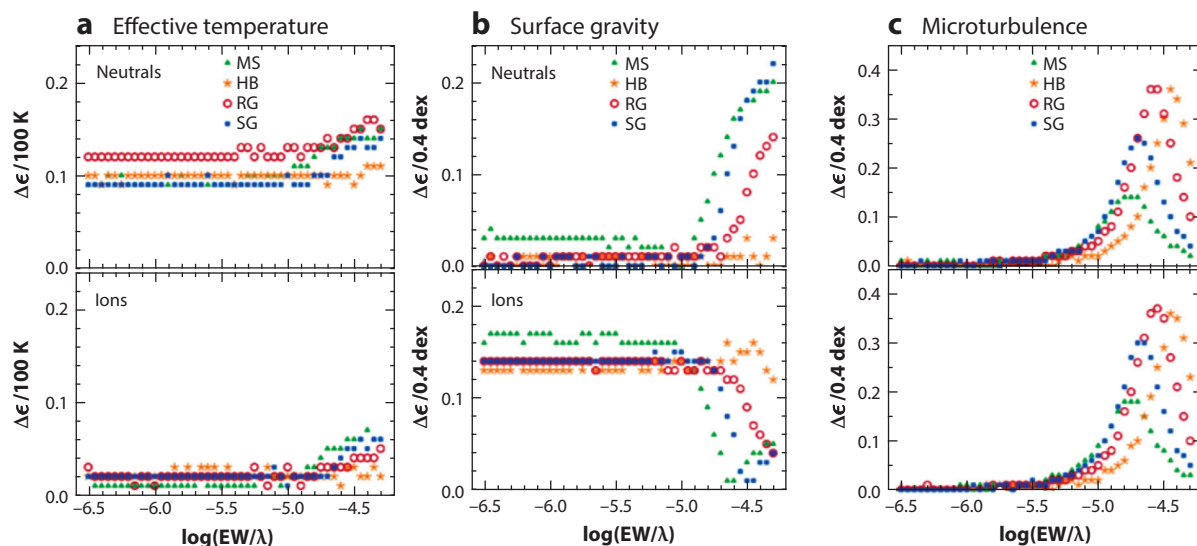 a Effective temperature
Neutrals
MS
HB
RG
SG
Δϵ/100 K
0.2
0.1
0.0
Ions
Δϵ/100 K
0.2
0.1
0.0
−6.5 −6.0 −5.5 −5.0 −4.5
log(EW/λ)
b Surface gravity
Neutrals
MS
HB
RG
SG
Δϵ/0.4 dex
0.2
0.1
0.0
Ions
Δϵ/0.4 dex
0.2
0.1
0.0
−6.5 −6.0 −5.5 −5.0 −4.5
log(EW/λ)
c Microturbulence
MS
HB
RG
SG
Δϵ/0.4 dex
0.4
0.3
0.2
0.1
0.0
Δϵ/0.4 dex
0.4
0.3
0.2
0.1
0.0
−6.5 −6.0 −5.5 −5.0 −4.5
log(EW/λ)